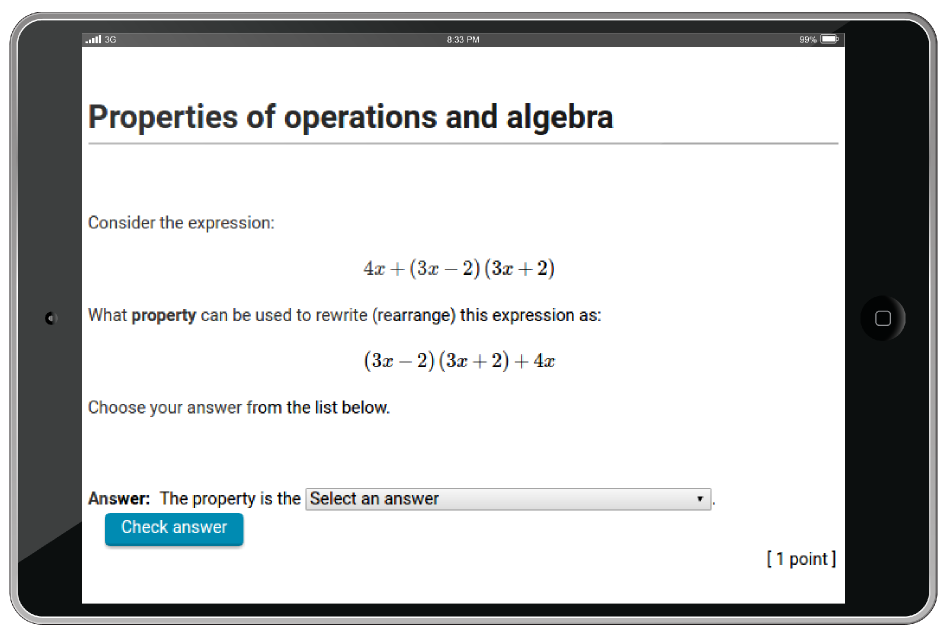 3G 8:33 PM 99%
Properties of operations and algebra
Consider the expression:
4x + (3x − 2)(3x + 2)
What property can be used to rewrite (rearrange) this expression as:
(3x − 2)(3x + 2) + 4x
Choose your answer from the list below.
Answer: The property is the Select an answer .
Check answer
[ 1 point ]